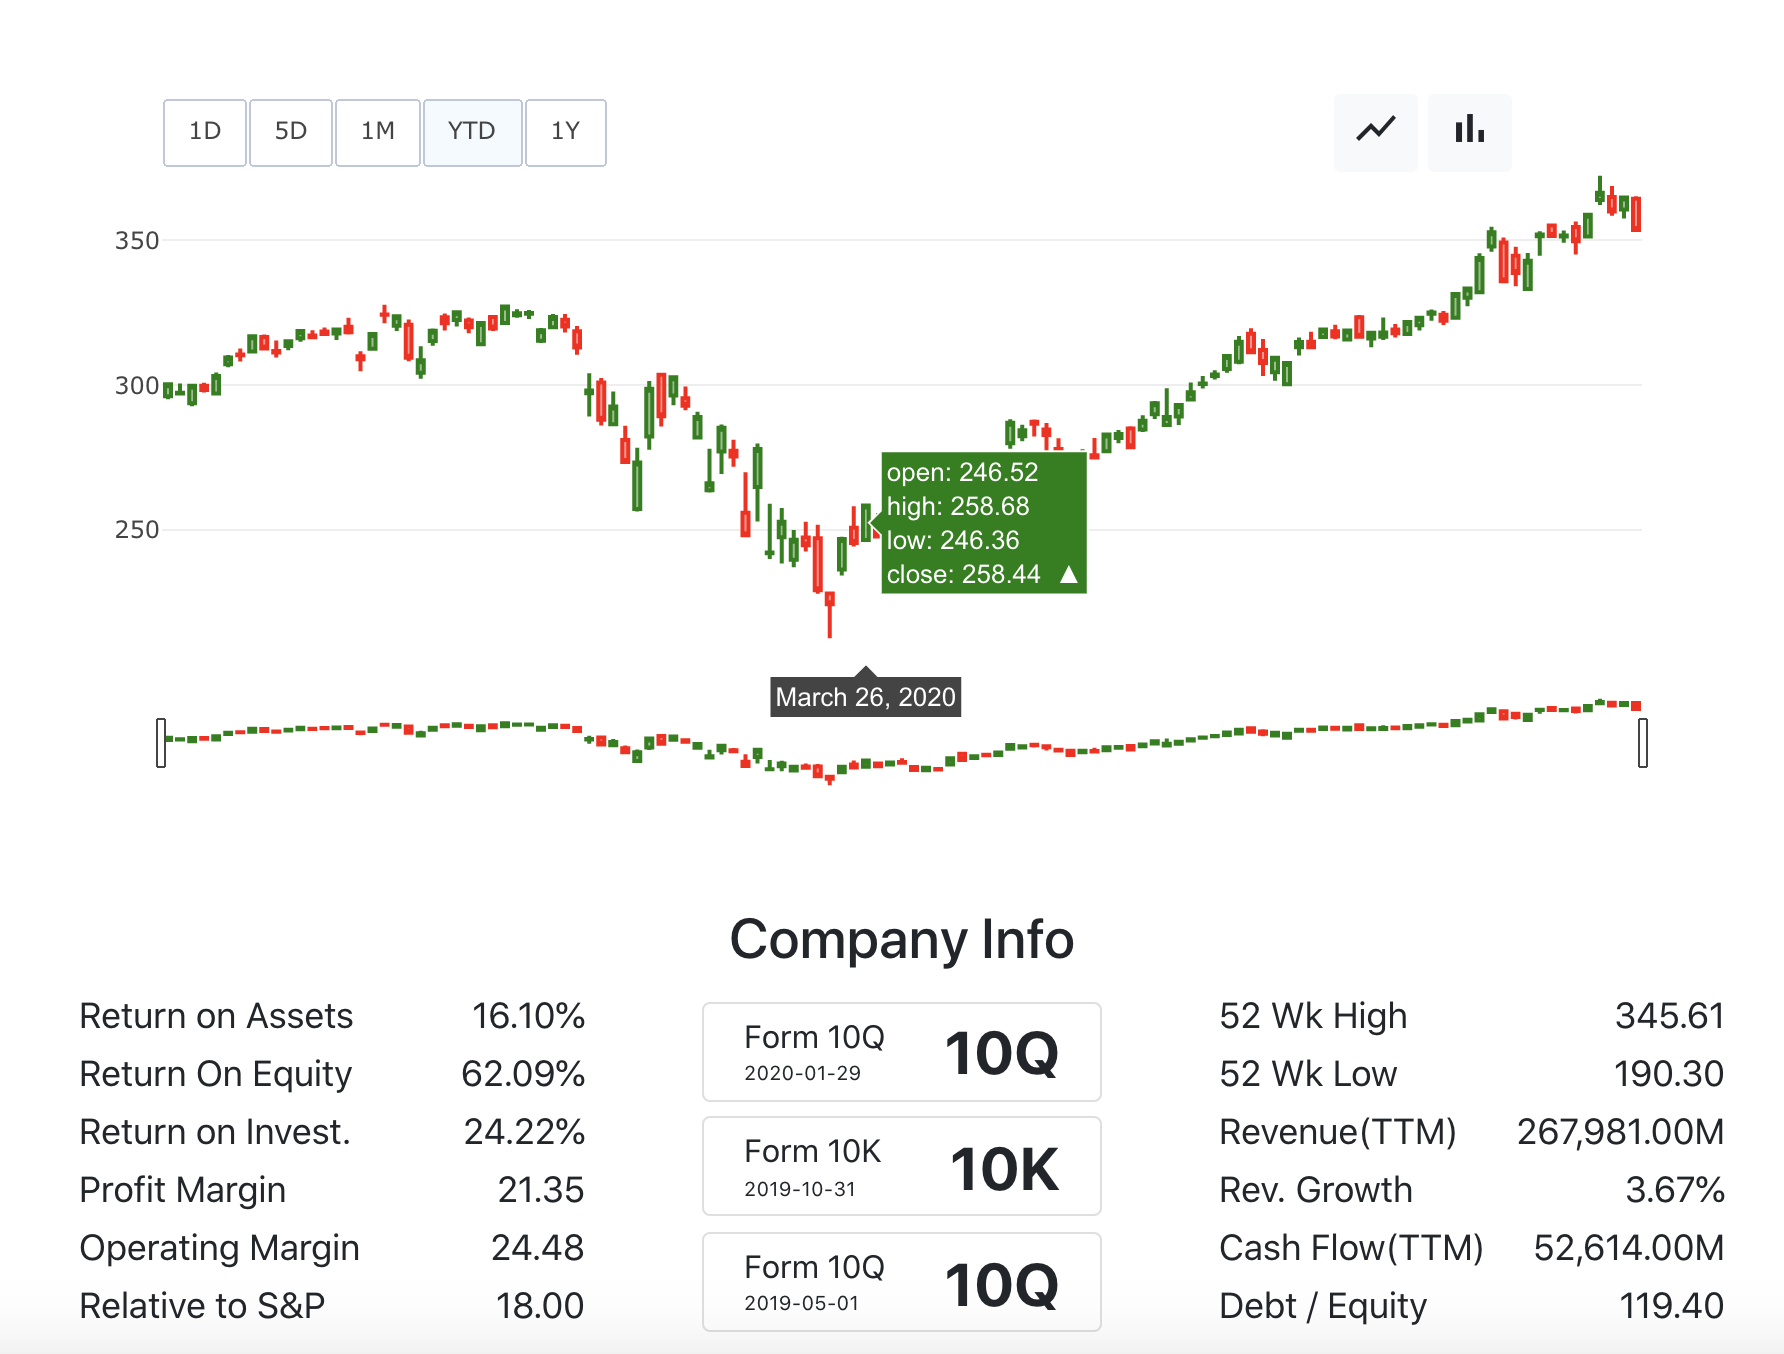 1D
5D
1M
YTD
1Y
350
300
250
open: 246.52
high: 258.68
low: 246.36
close: 258.44 ▲
March 26, 2020
Company Info
Return on Assets 16.10%
Return On Equity 62.09%
Return on Invest. 24.22%
Profit Margin 21.35
Operating Margin 24.48
Relative to S&P 18.00
Form 10Q
2020-01-29
10Q
Form 10K
2019-10-31
10K
Form 10Q
2019-05-01
10Q
52 Wk High 345.61
52 Wk Low 190.30
Revenue(TTM) 267,981.00M
Rev. Growth 3.67%
Cash Flow(TTM) 52,614.00M
Debt / Equity 119.40